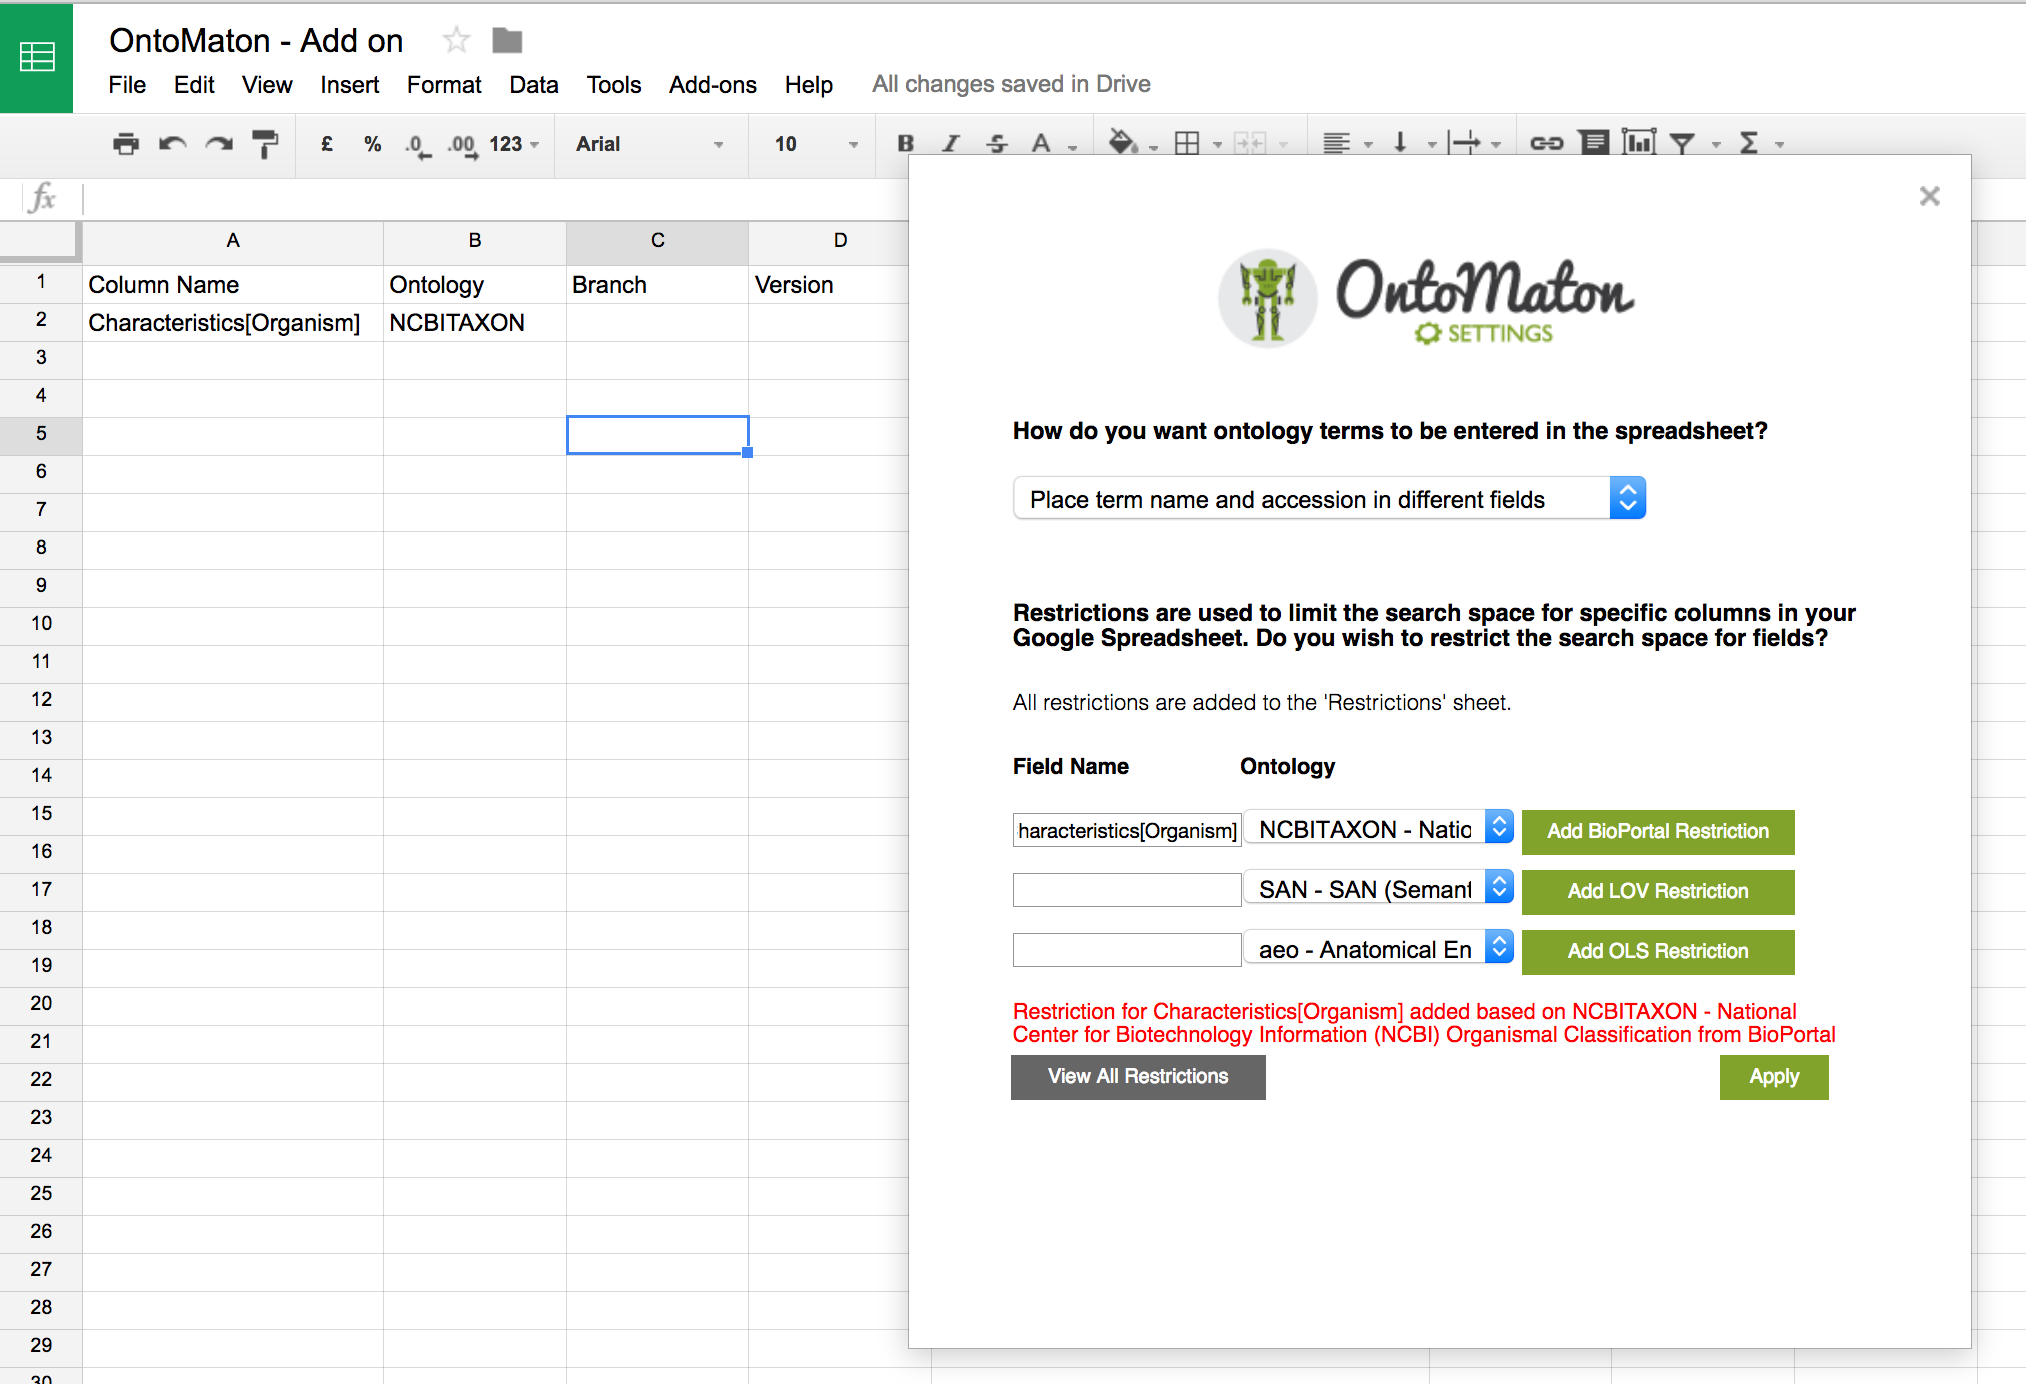 OntoMaton - Add on
File Edit View Insert Format Data Tools Add-ons Help All changes saved in Drive
£ % .0 .00 123 Arial 10 B I S A Σ
fx
A B C D
1 Column Name Ontology Branch Version
2 Characteristics[Organism] NCBITAXON
3
4
5
6
7
8
9
10
11
12
13
14
15
16
17
18
19
20
21
22
23
24
25
26
27
28
29
30
×
OntoMaton
SETTINGS
How do you want ontology terms to be entered in the spreadsheet?
Place term name and accession in different fields
Restrictions are used to limit the search space for specific columns in your
Google Spreadsheet. Do you wish to restrict the search space for fields?
All restrictions are added to the 'Restrictions' sheet.
Field Name Ontology
haracteristics[Organism] NCBITAXON - Natio Add BioPortal Restriction
SAN - SAN (Semant Add LOV Restriction
aeo - Anatomical En Add OLS Restriction
Restriction for Characteristics[Organism] added based on NCBITAXON - National
Center for Biotechnology Information (NCBI) Organismal Classification from BioPortal
View All Restrictions Apply